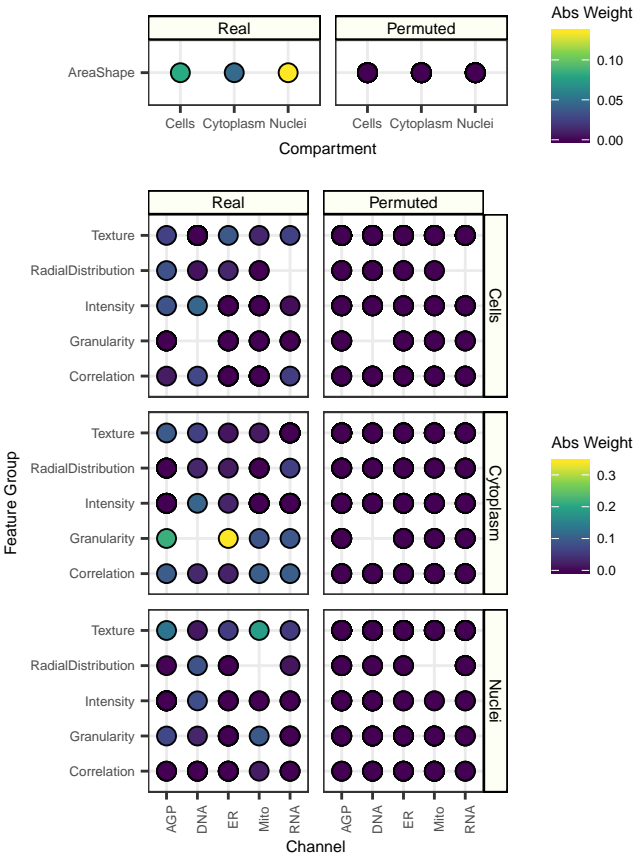 Real Permuted
AreaShape
Cells Cytoplasm Nuclei Cells Cytoplasm Nuclei
Compartment
Abs Weight
0.10
0.05
0.00
Real Permuted
Feature Group
Texture
RadialDistribution
Intensity
Granularity
Correlation
Cells
Texture
RadialDistribution
Intensity
Granularity
Correlation
Cytoplasm
Texture
RadialDistribution
Intensity
Granularity
Correlation
Nuclei
AGP DNA ER Mito RNA AGP DNA ER Mito RNA
Channel
Abs Weight
0.3
0.2
0.1
0.0